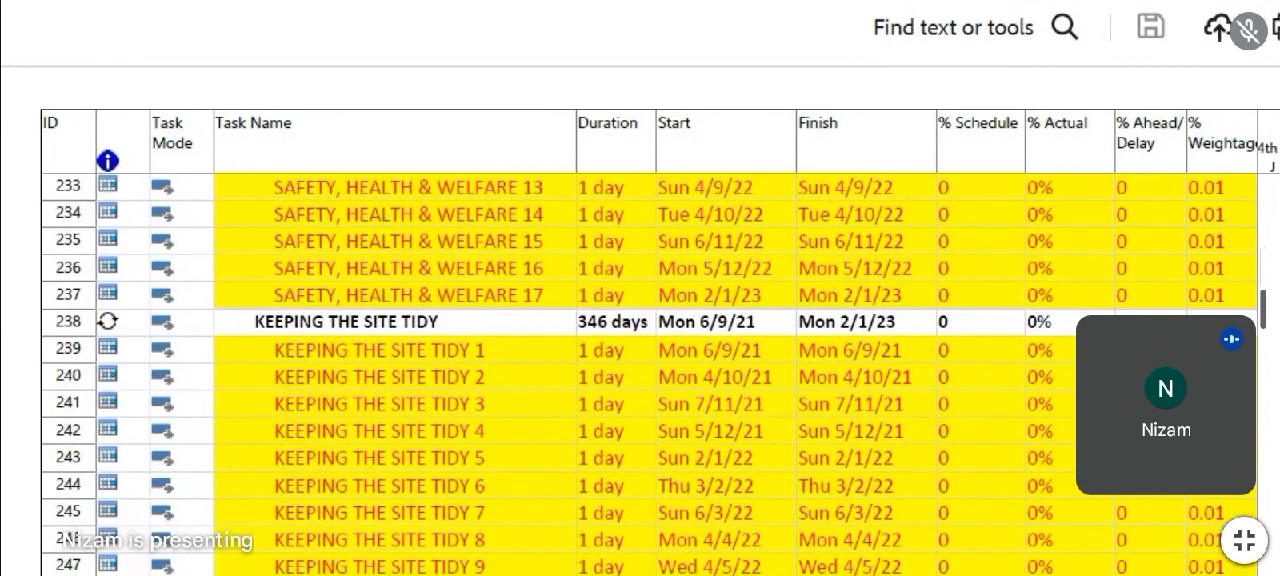 Find text or tools
ID Task Mode Task Name Duration Start Finish % Schedule % Actual % Ahead/ Delay % Weightag 4th J
233 SAFETY, HEALTH & WELFARE 13 1 day Sun 4/9/22 Sun 4/9/22 0 0% 0 0.01
234 SAFETY, HEALTH & WELFARE 14 1 day Tue 4/10/22 Tue 4/10/22 0 0% 0 0.01
235 SAFETY, HEALTH & WELFARE 15 1 day Sun 6/11/22 Sun 6/11/22 0 0% 0 0.01
236 SAFETY, HEALTH & WELFARE 16 1 day Mon 5/12/22 Mon 5/12/22 0 0% 0 0.01
237 SAFETY, HEALTH & WELFARE 17 1 day Mon 2/1/23 Mon 2/1/23 0 0% 0 0.01
238 KEEPING THE SITE TIDY 346 days Mon 6/9/21 Mon 2/1/23 0 0%
239 KEEPING THE SITE TIDY 1 1 day Mon 6/9/21 Mon 6/9/21 0 0%
240 KEEPING THE SITE TIDY 2 1 day Mon 4/10/21 Mon 4/10/21 0 0%
241 KEEPING THE SITE TIDY 3 1 day Sun 7/11/21 Sun 7/11/21 0 0%
242 KEEPING THE SITE TIDY 4 1 day Sun 5/12/21 Sun 5/12/21 0 0%
243 KEEPING THE SITE TIDY 5 1 day Sun 2/1/22 Sun 2/1/22 0 0%
244 KEEPING THE SITE TIDY 6 1 day Thu 3/2/22 Thu 3/2/22 0 0%
245 KEEPING THE SITE TIDY 7 1 day Sun 6/3/22 Sun 6/3/22 0 0% 0 0.01
KEEPING THE SITE TIDY 8 1 day Mon 4/4/22 Mon 4/4/22 0 0% 0 0.01
247 KEEPING THE SITE TIDY 9 1 day Wed 4/5/22 Wed 4/5/22 0 0% 0 0.01
N
Nizam
Nizam is presenting